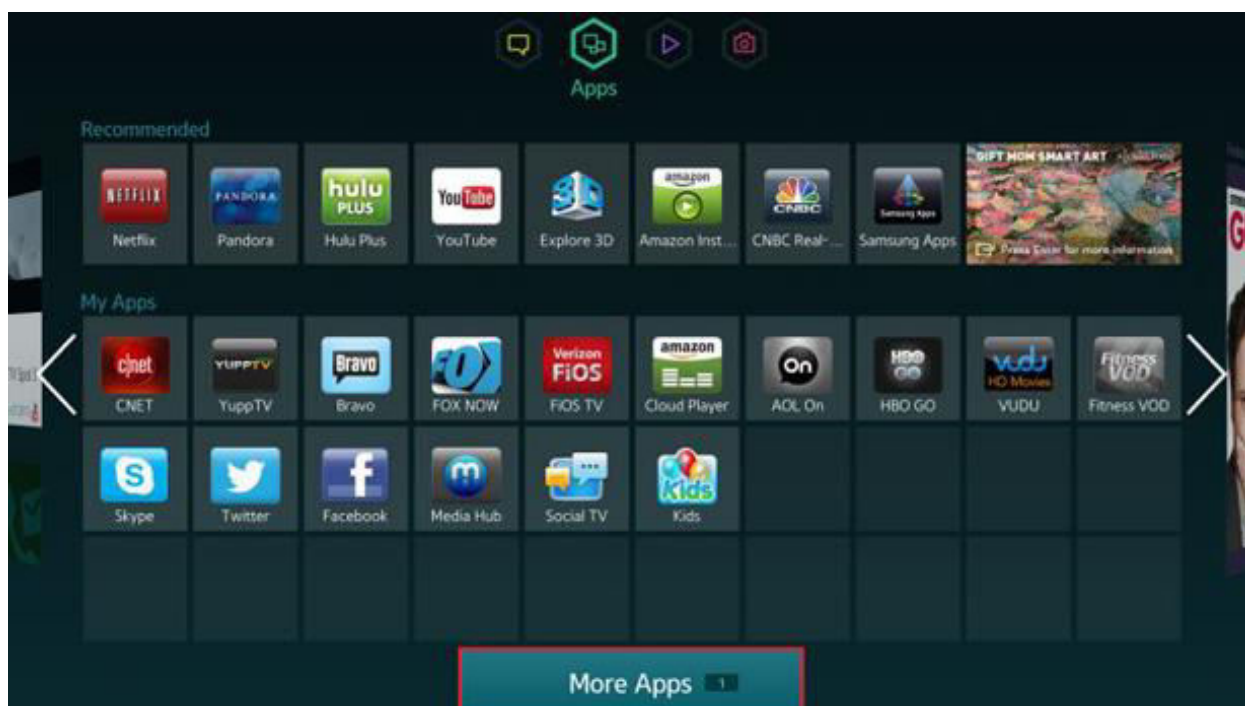 Apps
Recommended
NETFLIX
PANDORA
hulu PLUS
YouTube
3D
amazon
CNBC
Samsung Apps
GIFT MOM SMART ART
Press Enter for more information
Netflix
Pandora
Hulu Plus
YouTube
Explore 3D
Amazon Inst...
CNBC Real-...
Samsung Apps
G
My Apps
c|net
YUPPTV
Bravo
FOX
Verizon FiOS
amazon
On
HBO GO
vudu HD Movies
Fitness VOD
CNET
YuppTV
Bravo
FOX NOW
FiOS TV
Cloud Player
AOL On
HBO GO
VUDU
Fitness VOD
S
f
m
Kids
Skype
Twitter
Facebook
Media Hub
Social TV
Kids
More Apps 1